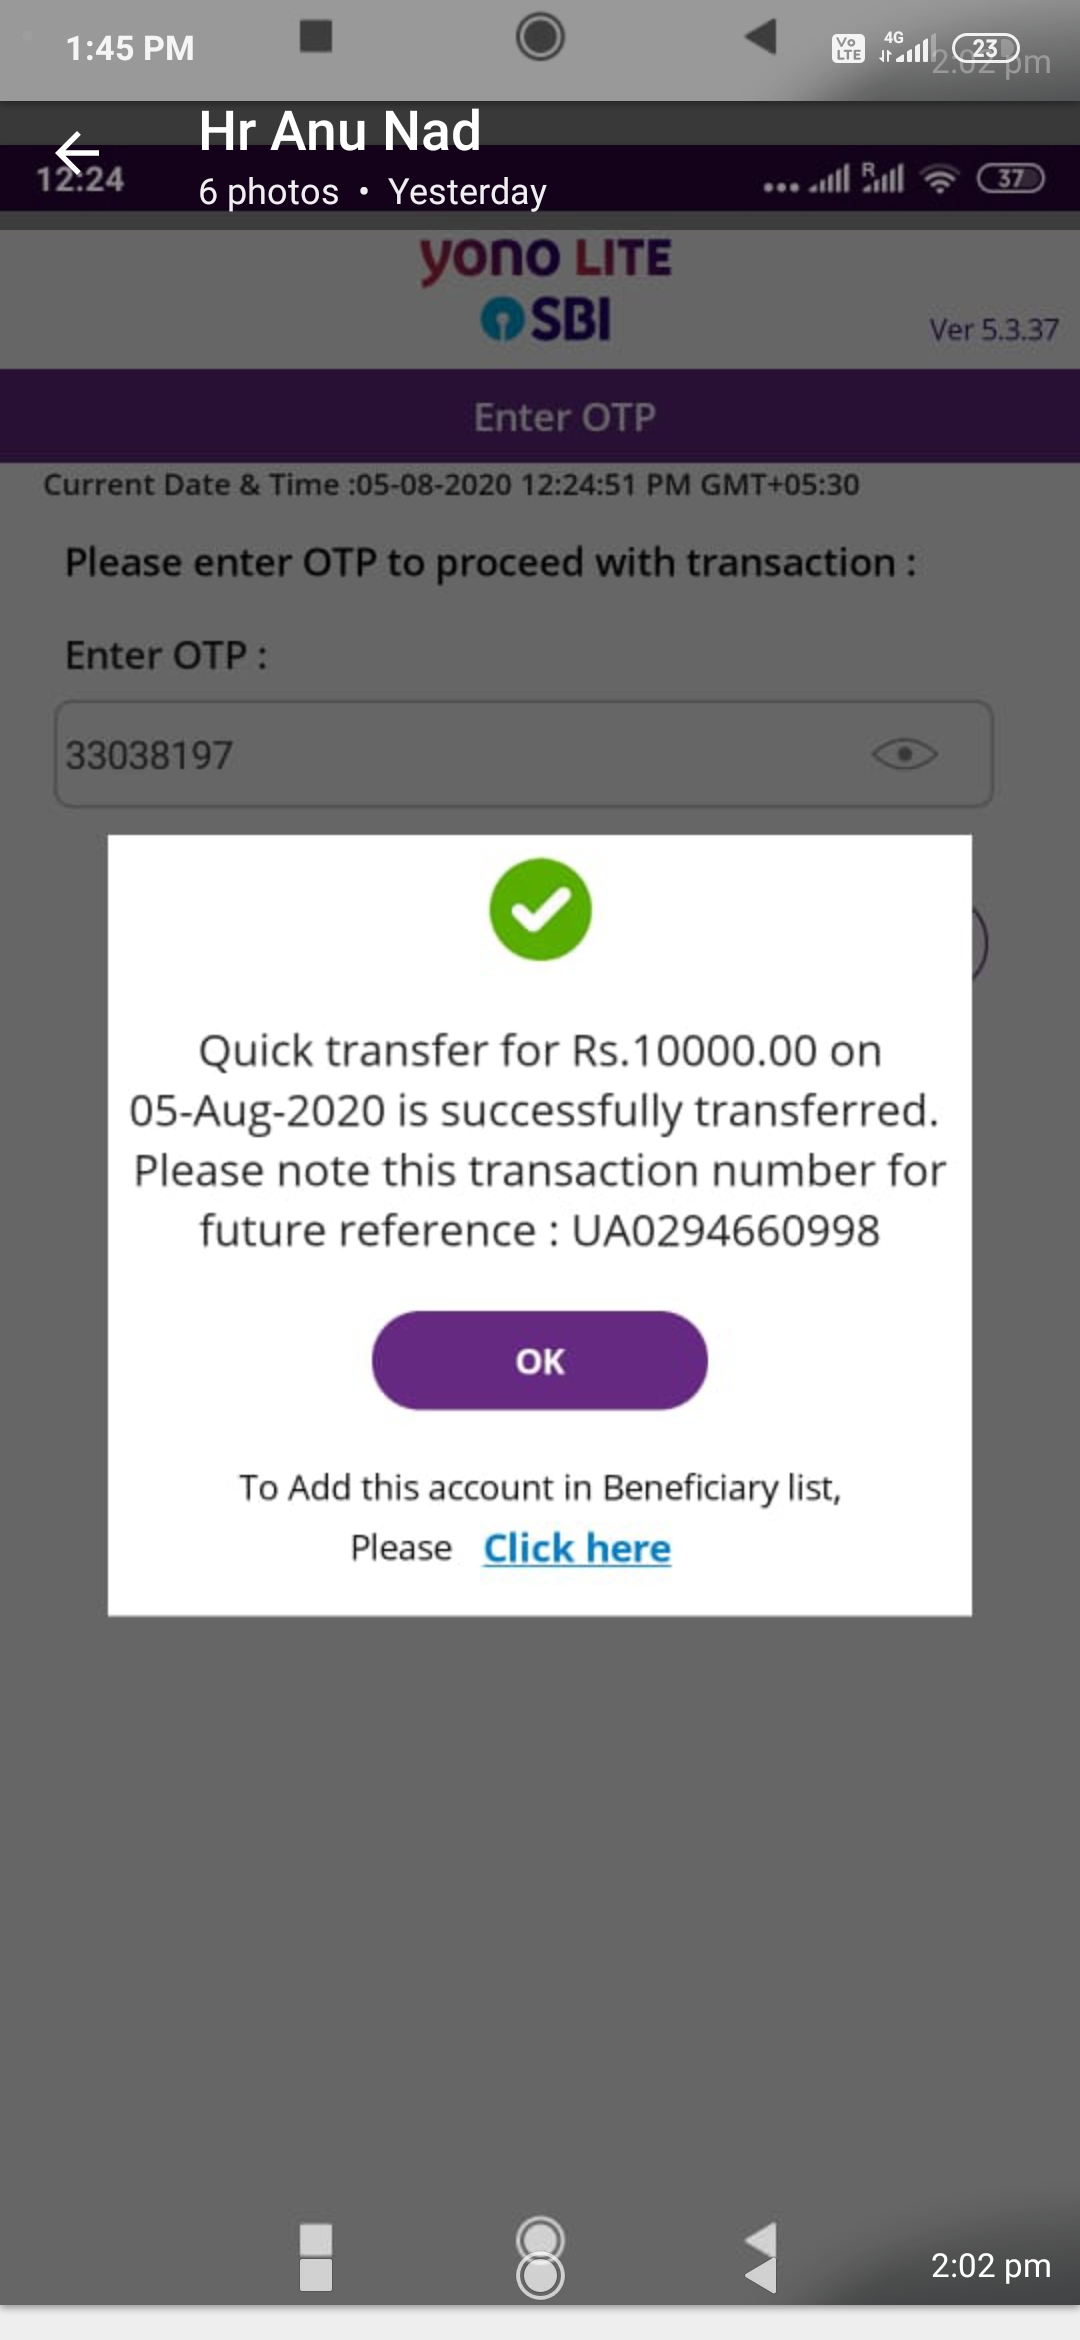 1:45 PM
Vo LTE 4G 23
2:02 pm
Hr Anu Nad
12:24
6 photos • Yesterday
R 37
yono LITE
SBI
Ver 5.3.37
Enter OTP
Current Date & Time :05-08-2020 12:24:51 PM GMT+05:30
Please enter OTP to proceed with transaction :
Enter OTP :
33038197
Quick transfer for Rs.10000.00 on
05-Aug-2020 is successfully transferred.
Please note this transaction number for
future reference : UA0294660998
OK
To Add this account in Beneficiary list,
Please Click here
2:02 pm